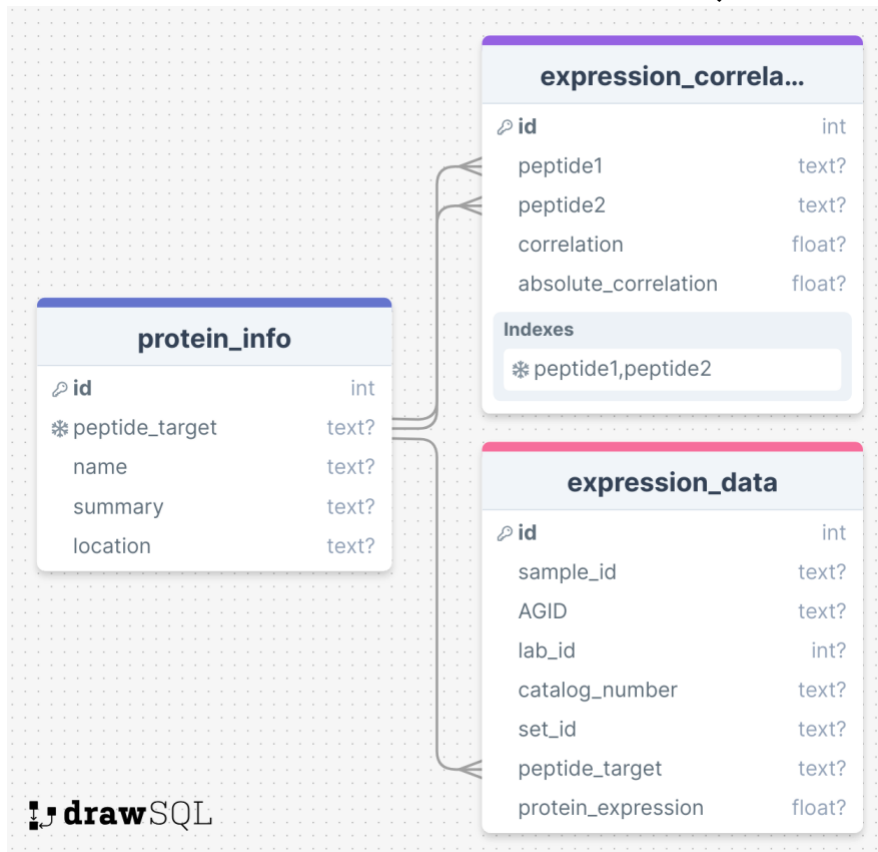 expression_correla...
id int
peptide1 text?
peptide2 text?
correlation float?
absolute_correlation float?
Indexes
peptide1,peptide2
protein_info
id int
peptide_target text?
name text?
summary text?
location text?
expression_data
id int
sample_id text?
AGID text?
lab_id int?
catalog_number text?
set_id text?
peptide_target text?
protein_expression float?
drawSQL